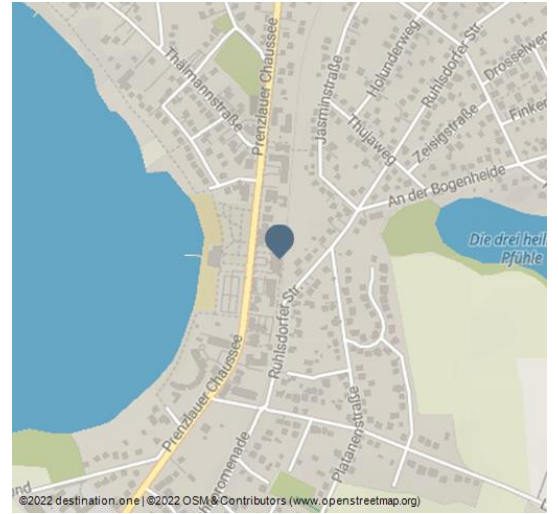 Thälmannstraße
Prenzlauer Chaussee
Jasminstraße
Holunderweg
Ruhlsdorfer Str.
Drosselweg
Thujaweg
Zeisigstraße
Finken
An der Bogenheide
Die drei heil
Pfühle
Ruhlsdorfer Str.
Prenzlauer Chaussee
Platanenstraße
promenade
©2022 destination.one | ©2022 OSM & Contributors (www.openstreetmap.org)